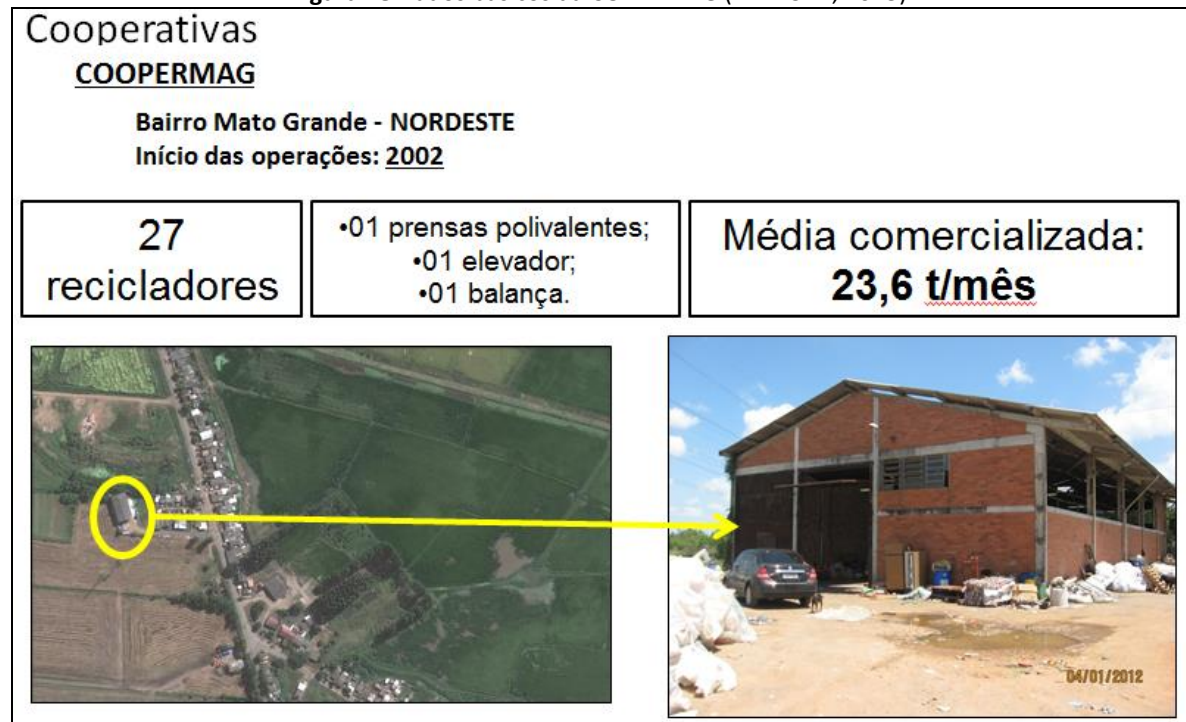 Cooperativas
COOPERMAG
Bairro Mato Grande - NORDESTE
Início das operações: 2002
27
recicladores
•01 prensas polivalentes;
•01 elevador;
•01 balança.
Média comercializada:
23,6 t/mês
04/01/2012